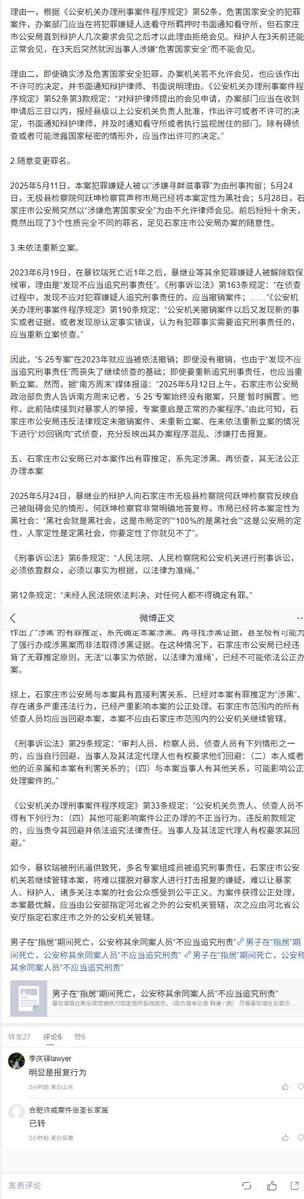 理由一，根据《公安机关办理刑事案件程序规定》第52条，危害国家安全的犯罪
案件，办案部门应当在将犯罪嫌疑人送看守所羁押时书面通知看守所，但石家庄
市公安局直到辩护人几次要求会见之后才以此理由拒绝会见。辩护人在3天前还能
正常会见，在3天后突然就因当事人涉嫌“危害国家安全”而不能会见。
理由二，即使确实涉及危害国家安全犯罪，办案机关若不允许会见，也应该作出
不许可的决定，并书面通知辩护律师、书面说明理由。《公安机关办理刑事案件程
序规定》第52条第3款规定：“对辩护律师提出的会见申请，办案部门应当在收到
申请后三日以内，报经县级以上公安机关负责人批准，作出许可或者不许可的决
定，书面通知辩护律师，并及时通知看守所或者执行监视居住的部门。除有碍侦
查或者可能泄露国家秘密的情形外，应当作出许可的决定。”
2.随意变更罪名。
2025年5月11日，本案犯罪嫌疑人被以“涉嫌寻衅滋事罪”为由刑事拘留；5月24
日，无极县检察院何跃坤检察官声称市局已经将本案定性为黑社会；5月28日，石
家庄市公安局突然以“涉嫌危害国家安全”为由不允许律师会见。前后短短十余天，
竟然出现了3个性质完全不同的罪名，足见石家庄市公安局办案的随意性。
3.未依法重新立案。
2023年6月19日，在暴钦瑞死亡近1年之后，暴继业等其余犯罪嫌疑人被解除取保
候审，理由是“发现不应当追究刑事责任”。《刑事诉讼法》第163条规定：“在侦查
过程中，发现不应对犯罪嫌疑人追究刑事责任的，应当撤销案件；……”《公安机
关办理刑事案件程序规定》第190条规定：“公安机关撤销案件以后又发现新的事
实或者证据，或者发现原认定事实错误，认为有犯罪事实需要追究刑事责任的，
应当重新立案侦查。”
因此，“5·25专案”在2023年就应当被依法撤销；即使没有撤销，也由于“发现不应
当追究刑事责任”而丧失了继续侦查的基础；即便要重新追究刑事责任，也应当重
新立案。然而，据“南方周末”媒体报道：“2025年5月12日上午，石家庄市公安局
政治部负责人告诉南方周末记者，‘5·25’专案始终没有撤案，只是‘暂时搁置’。他
称，此前陆续接到对暴家人的举报，专案重启是正常的办案程序。”由此可知，石
家庄市公安局违反法律规定未撤销案件、未重新立案、在未依法重新立案的情况
下进行“炒回锅肉”式侦查，充分反映出其办案程序混乱、涉嫌打击报复。
五、石家庄市公安局已对本案作出有罪推定，系先定涉黑、再侦查，其无法公正
办理本案
2025年5月24日，暴继业的辩护人向石家庄市无极县检察院何跃坤检察官反映自
己被阻碍会见的情形，何跃坤检察官非常明确地答复称，市局已经将本案定性为
黑社会：“黑社会就是黑社会，这是市局定的”“100%的是黑社会”“这是公安局的定
性，人家定性是定黑社会，你要定性了你就见不了”。
《刑事诉讼法》第6条规定：“人民法院、人民检察院和公安机关进行刑事诉讼，
必须依靠群众，必须以事实为根据，以法律为准绳。”
第12条规定：“未经人民法院依法判决，对任何人都不得确定有罪。”
微博正文
作出了“涉黑”的有罪推定，系先确定本案涉黑、再寻找涉黑证据，甚至极有可能为
了强行办成涉黑案而非法取得涉黑证据。在这种情况下，石家庄市公安局已经违
背了无罪推定原则，无法“以事实为依据，以法律为准绳”，已经不可能依法公正办
案。
综上，石家庄市公安局与本案具有直接利害关系、已经对本案有罪推定为“涉黑”、
存在诸多严重违法行为，已经严重影响本案的公正处理。石家庄市范围内的所有
侦查人员均应当回避本案，本案不应由石家庄市范围内的公安机关继续管辖。
《刑事诉讼法》第29条规定：“审判人员、检察人员、侦查人员有下列情形之一
的，应当自行回避，当事人及其法定代理人也有权要求他们回避：（二）本人或者
他的近亲属和本案有利害关系的；（四）与本案当事人有其他关系，可能影响公正
处理案件的。”
《公安机关办理刑事案件程序规定》第33条规定：“公安机关负责人、侦查人员不
得有下列行为：（四）其他可能影响案件公正办理的不正当行为。违反前款规定
的，应当责令其回避并依法追究法律责任。当事人及其法定代理人有权要求其回
避。”
如今，暴钦瑞被刑讯逼供致死，多名专案组成员被追究刑事责任，石家庄市公安
机关若继续管辖本案，将难以摆脱对暴家人进行打击报复的嫌疑，难以让暴家
人、辩护人、诸多关注本案的社会公众感受到公平正义。为案件获得公正处理，
本案最优解，应当由公安部指定河北省之外的公安机关管辖，次之应由河北省公
安厅指定石家庄市之外的公安机关管辖。
男子在“指居”期间死亡，公安称其余同案人员“不应当追究刑责” 男子在“指居”期
间死亡，公安称其余同案人员“不应当追究刑责” 男子在“指居”期间死亡，公安称其
余同案人员“不应当追究刑责”
男子在“指居”期间死亡，公安称其余同案人员“不应当追究刑责”
转发27 评论6 赞6
李庆铎lawyer
明显是报复行为
3小时前 来自山东
合肥许威案件张圣长家属
已转
3小时前 来自安徽
发表评论